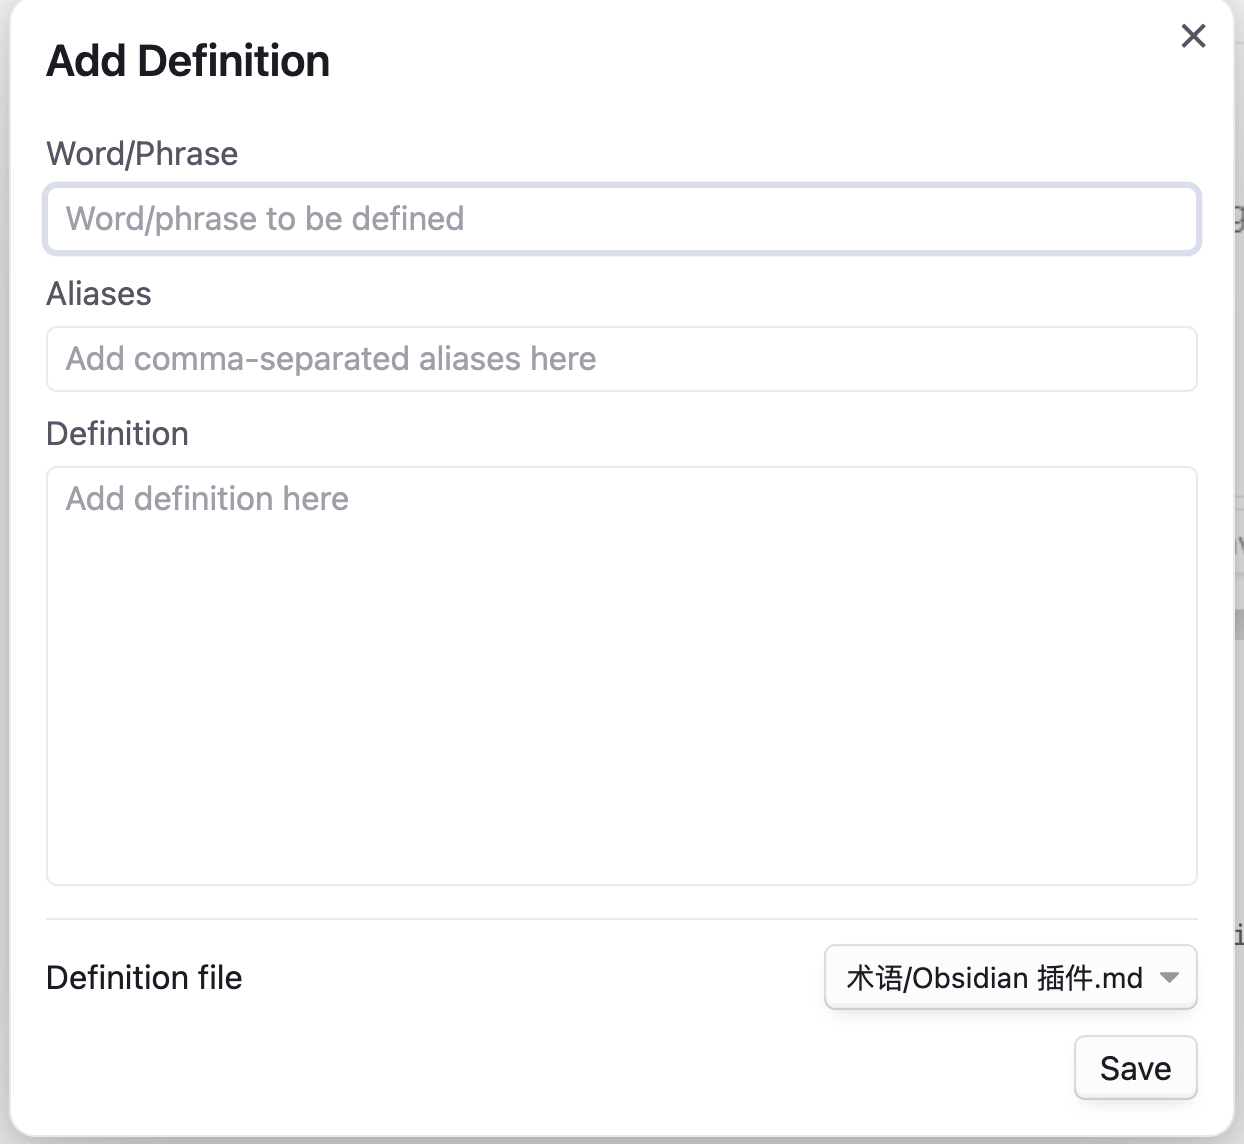 Add Definition
Word/Phrase
Word/phrase to be defined
Aliases
Add comma-separated aliases here
Definition
Add definition here
Definition file
术语/Obsidian 插件.md
Save